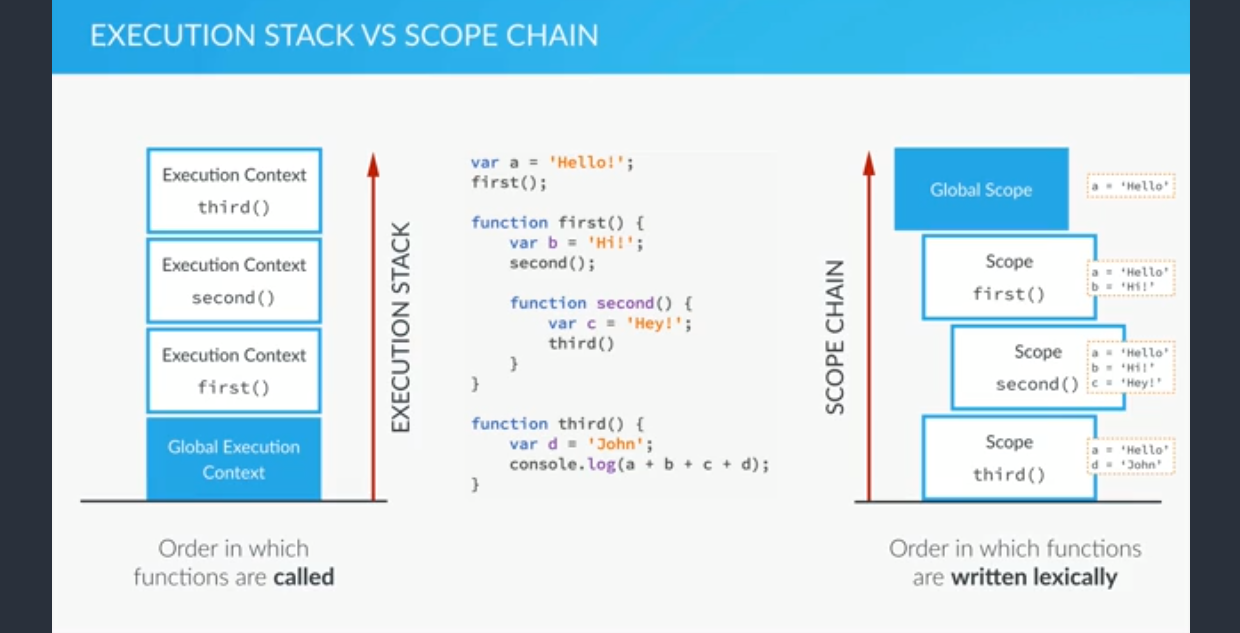 EXECUTION STACK VS SCOPE CHAIN
Execution Context
third()
Execution Context
second()
Execution Context
first()
Global Execution
Context
EXECUTION STACK
Order in which
functions are called
var a = 'Hello!';
first();
function first() {
var b = 'Hi!';
second();
function second() {
var c = 'Hey!';
third()
}
}
function third() {
var d = 'John';
console.log(a + b + c + d);
}
SCOPE CHAIN
Global Scope
a = 'Hello'
Scope
first()
a = 'Hello'
b = 'Hi!'
Scope
second()
a = 'Hello'
b = 'Hi!'
c = 'Hey!'
Scope
third()
a = 'Hello'
d = 'John'
Order in which functions
are written lexically